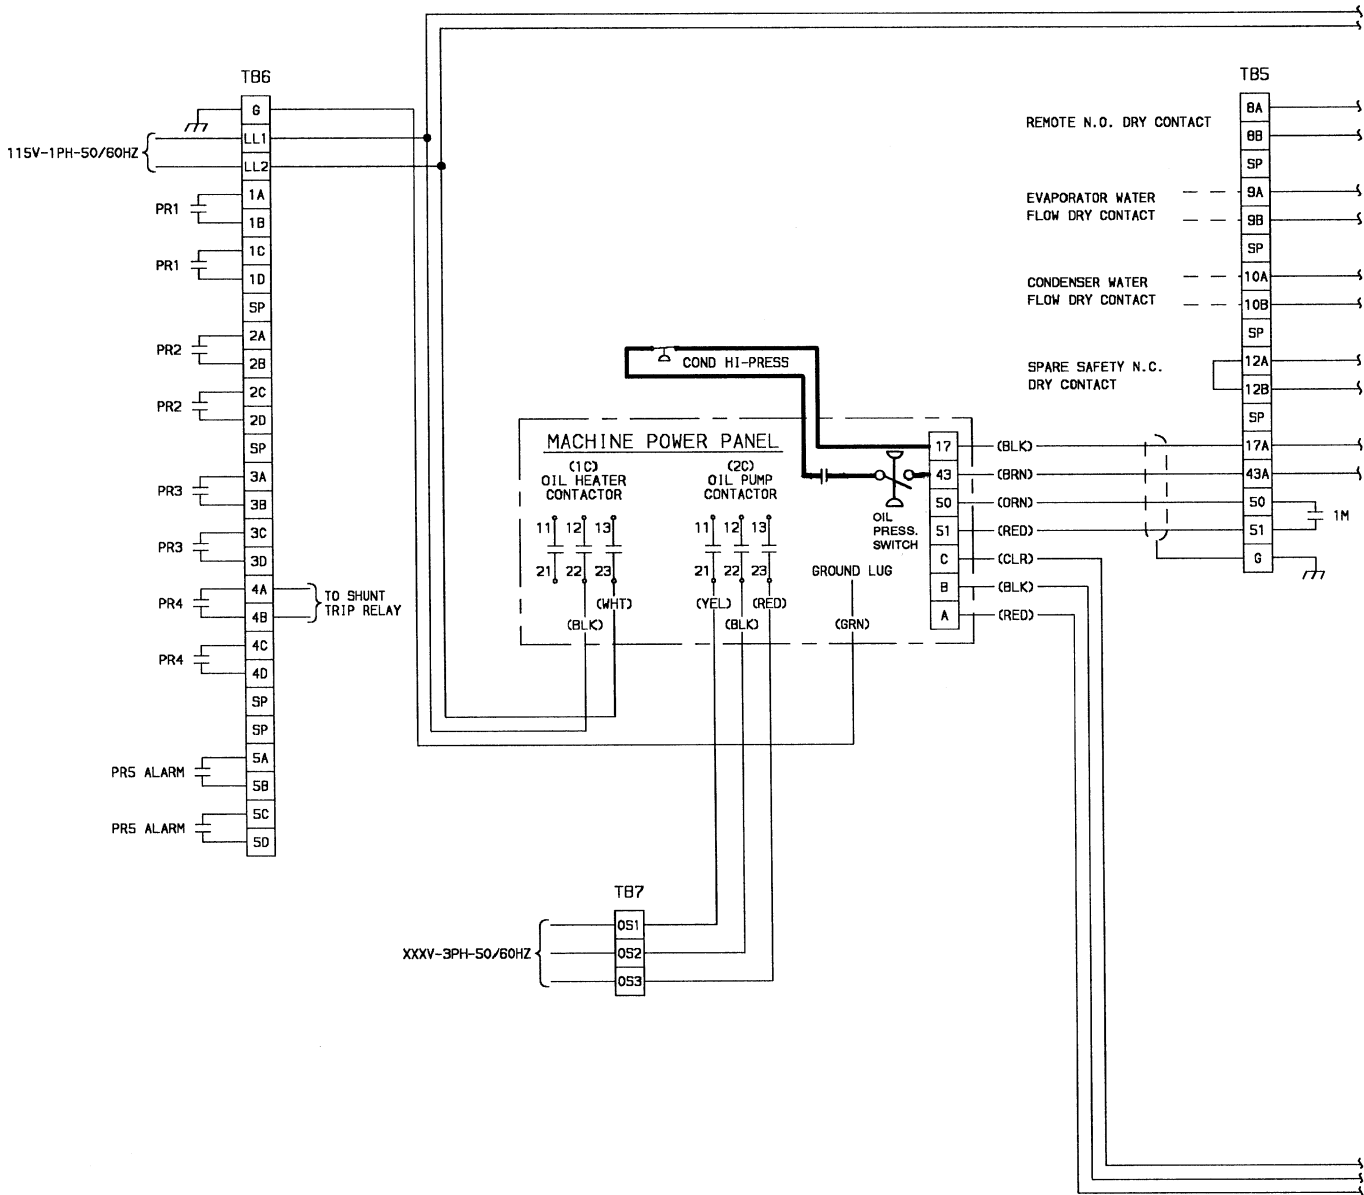 TB6
G
LL1
LL2
1A
1B
1C
1D
SP
2A
2B
2C
2D
SP
3A
3B
3C
3D
4A
4B
4C
4D
SP
SP
5A
5B
5C
5D
115V-1PH-50/60HZ
PR1
PR1
PR2
PR2
PR3
PR3
PR4
PR4
PR5 ALARM
PR5 ALARM
TO SHUNT
TRIP RELAY
COND HI-PRESS
MACHINE POWER PANEL
(1C)
OIL HEATER
CONTACTOR
11 12 13
21 22 23
(WHT)
(BLK)
(2C)
OIL PUMP
CONTACTOR
11 12 13
21 22 23
(YEL) (RED)
(BLK)
GROUND LUG
(GRN)
OIL
PRESS.
SWITCH
17
43
50
51
C
B
A
(BLK)
(BRN)
(ORN)
(RED)
(CLR)
(BLK)
(RED)
TB7
OS1
OS2
OS3
XXXV-3PH-50/60HZ
REMOTE N.O. DRY CONTACT
EVAPORATOR WATER
FLOW DRY CONTACT
CONDENSER WATER
FLOW DRY CONTACT
SPARE SAFETY N.C.
DRY CONTACT
TB5
8A
8B
SP
9A
9B
SP
10A
10B
SP
12A
12B
SP
17A
43A
50
51
G
1M